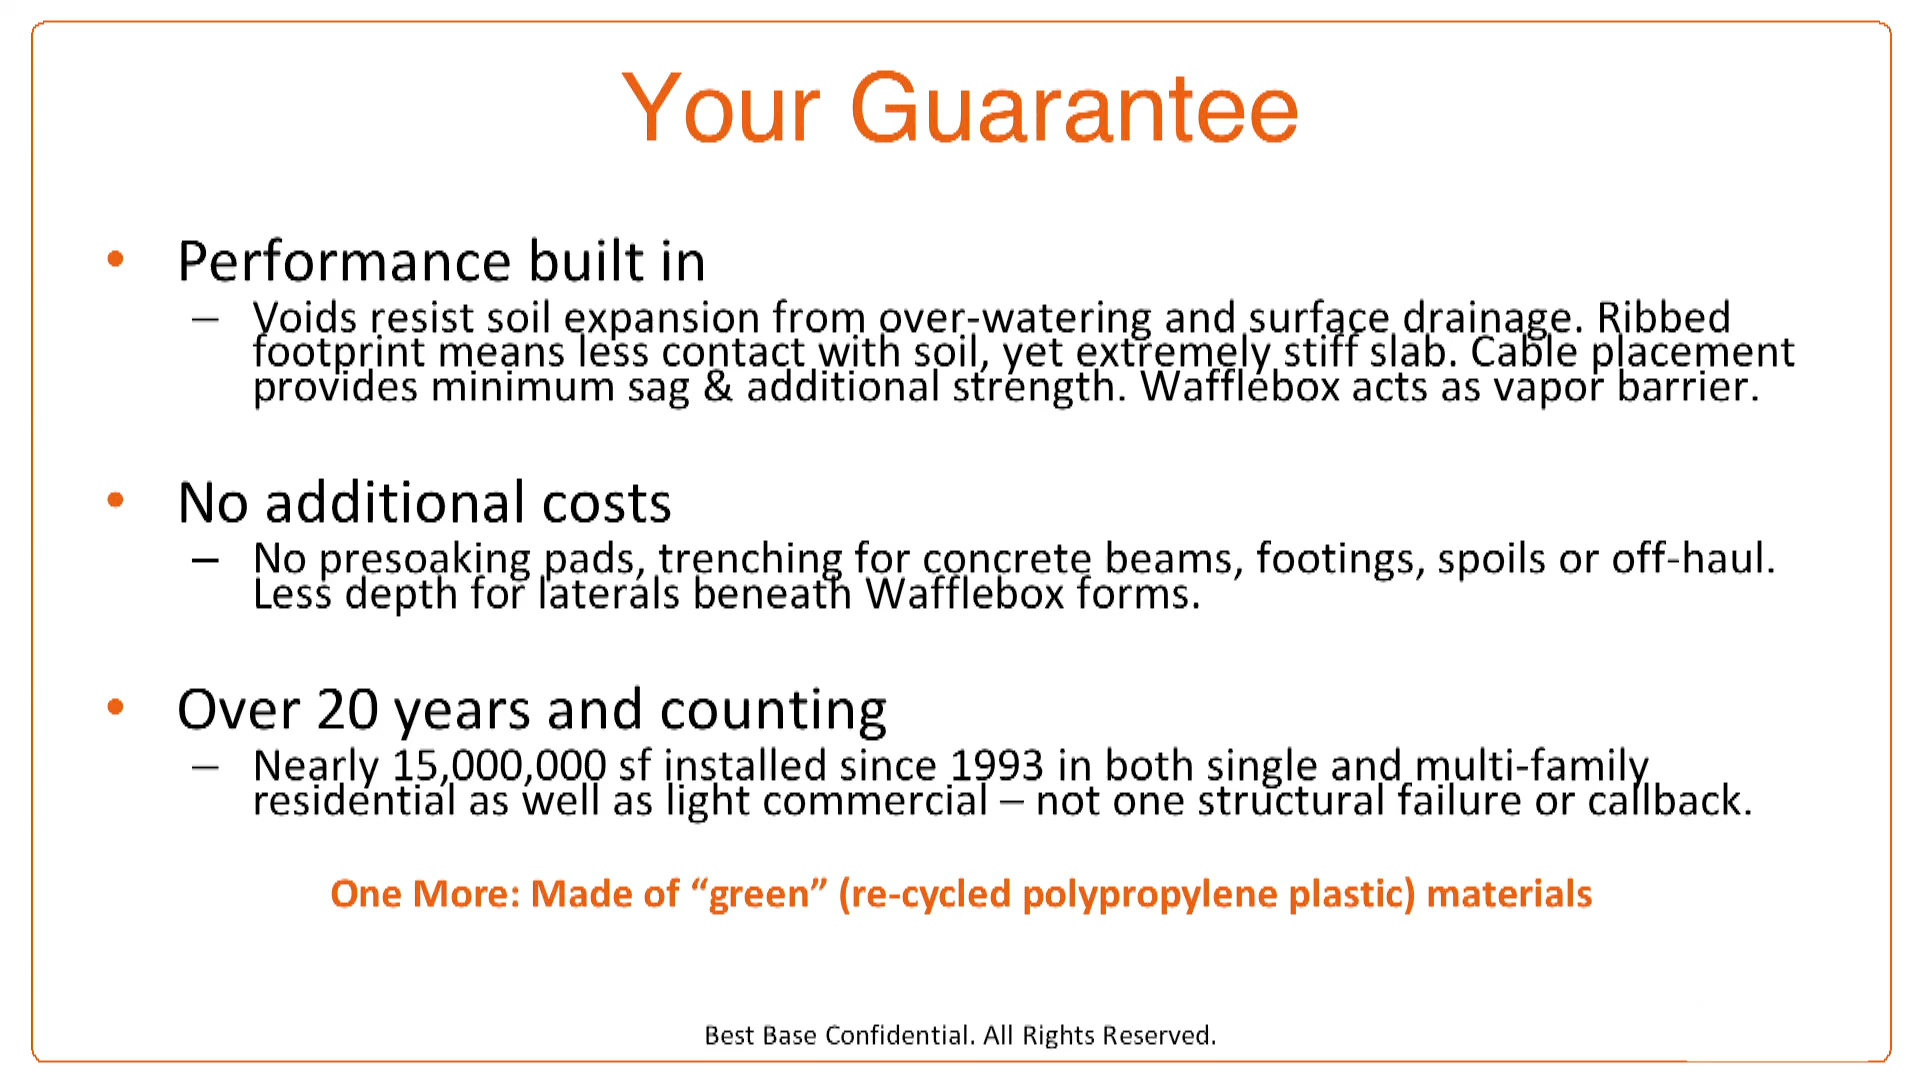 Your Guarantee
• Performance built in
– Voids resist soil expansion from over-watering and surface drainage. Ribbed
footprint means less contact with soil, yet extremely stiff slab. Cable placement
provides minimum sag & additional strength. Wafflebox acts as vapor barrier.
• No additional costs
– No presoaking pads, trenching for concrete beams, footings, spoils or off-haul.
Less depth for laterals beneath Wafflebox forms.
• Over 20 years and counting
– Nearly 15,000,000 sf installed since 1993 in both single and multi-family
residential as well as light commercial – not one structural failure or callback.
One More: Made of “green” (re-cycled polypropylene plastic) materials
Best Base Confidential. All Rights Reserved.